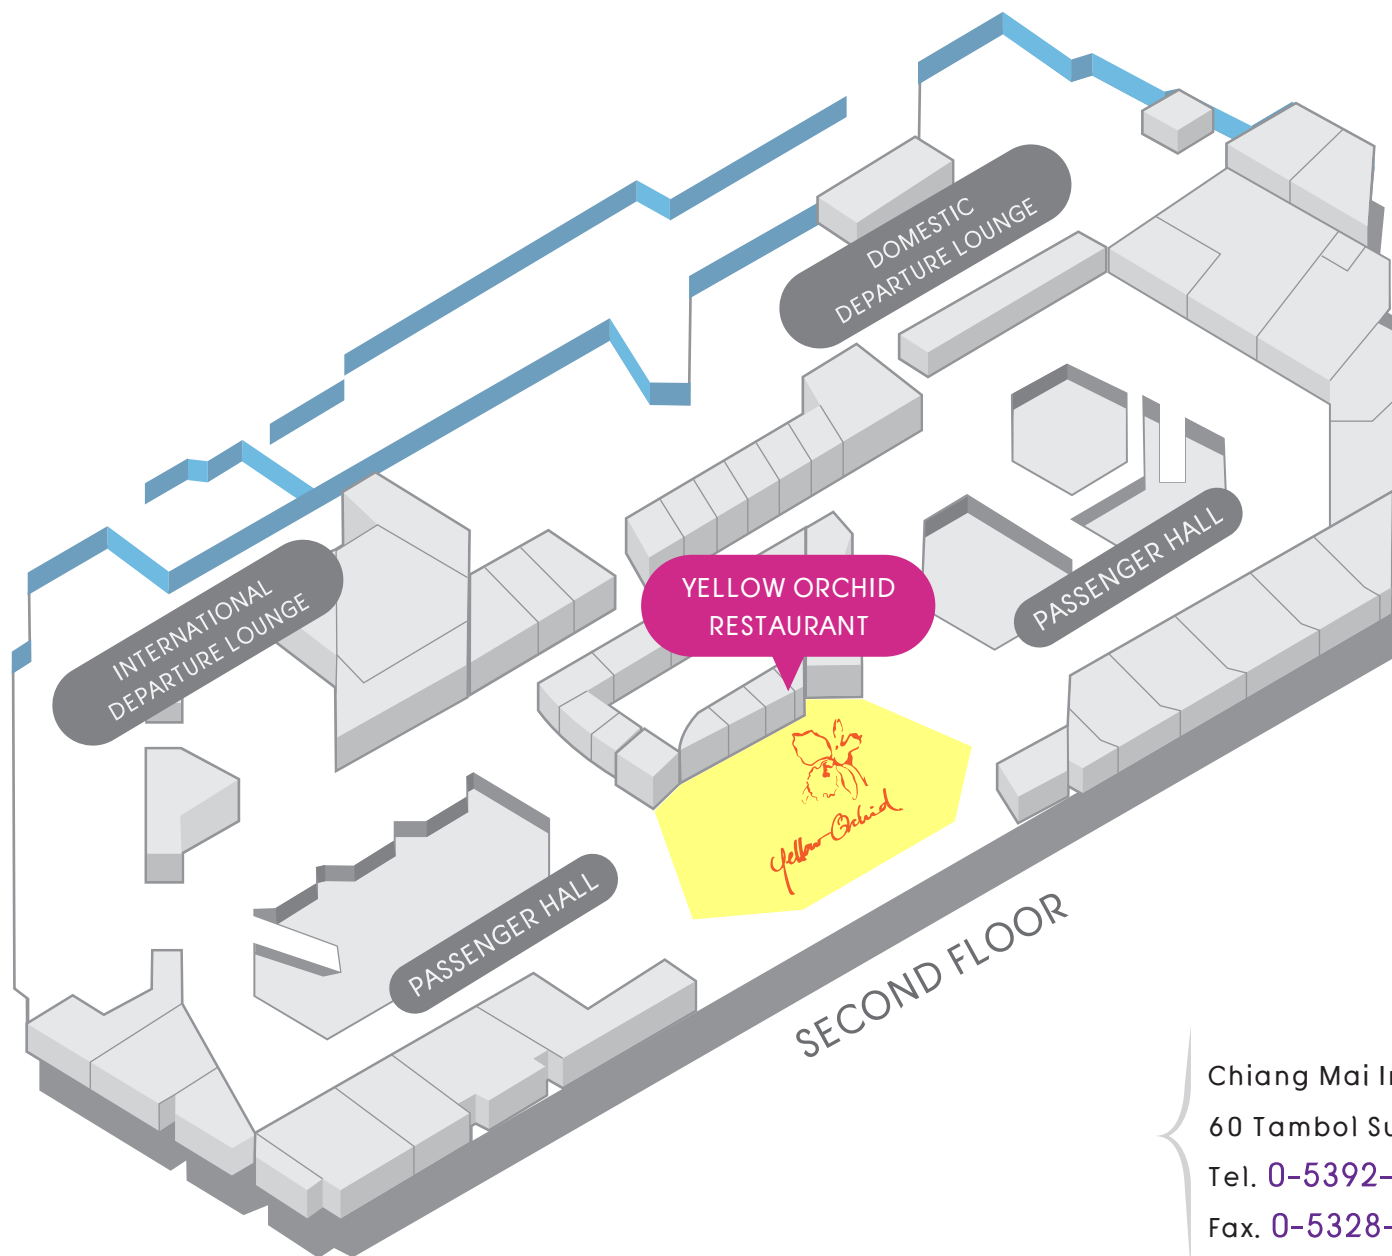 DOMESTIC
DEPARTURE LOUNGE
PASSENGER HALL
YELLOW ORCHID
RESTAURANT
INTERNATIONAL
DEPARTURE LOUNGE
Yellow Orchid
PASSENGER HALL
SECOND FLOOR
Chiang Mai
60 Tambol
Tel. 0-5392-
Fax. 0-5328-